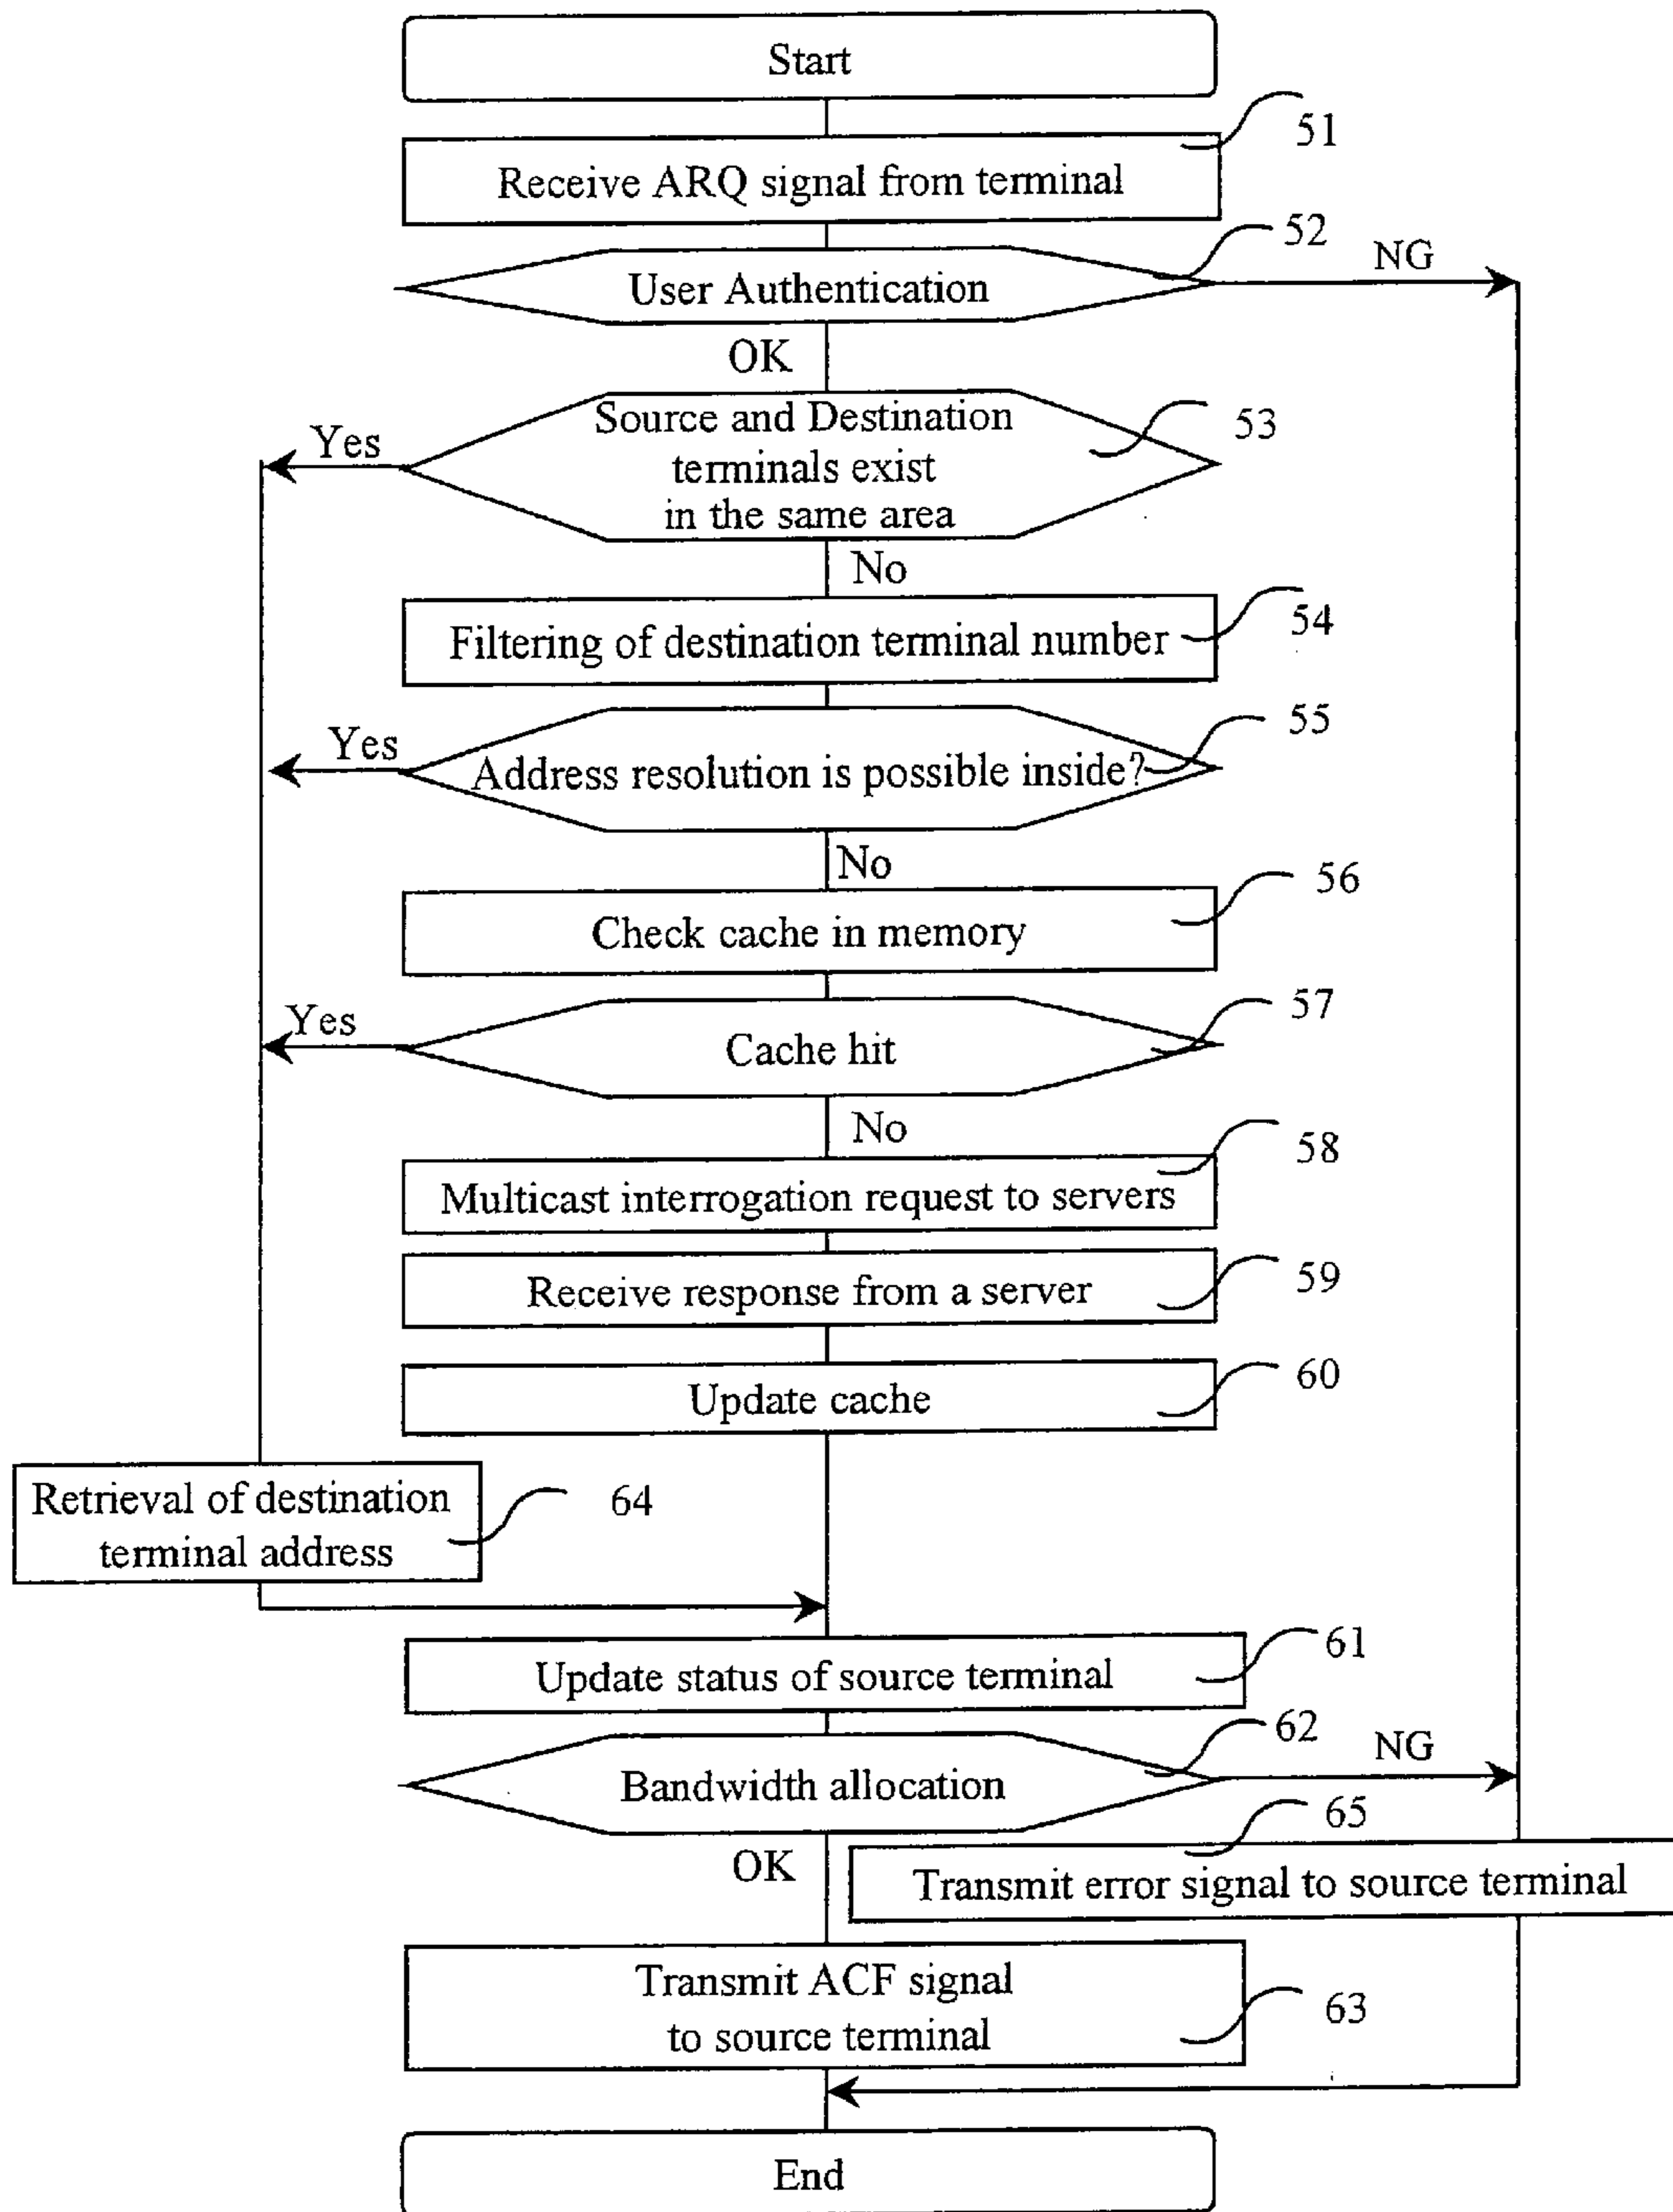 Start
51
Receive ARQ signal from terminal
52
NG
User Authentication
OK
Source and Destination
terminals exist
in the same area
53
Yes
No
Filtering of destination terminal number
54
Yes
Address resolution is possible inside?
55
No
56
Check cache in memory
Yes
57
Cache hit
No
58
Multicast interrogation request to servers
Receive response from a server
59
Update cache
60
Retrieval of destination
terminal address
64
Update status of source terminal
61
62
NG
Bandwidth allocation
65
OK
Transmit error signal to source terminal
Transmit ACF signal
to source terminal
63
End